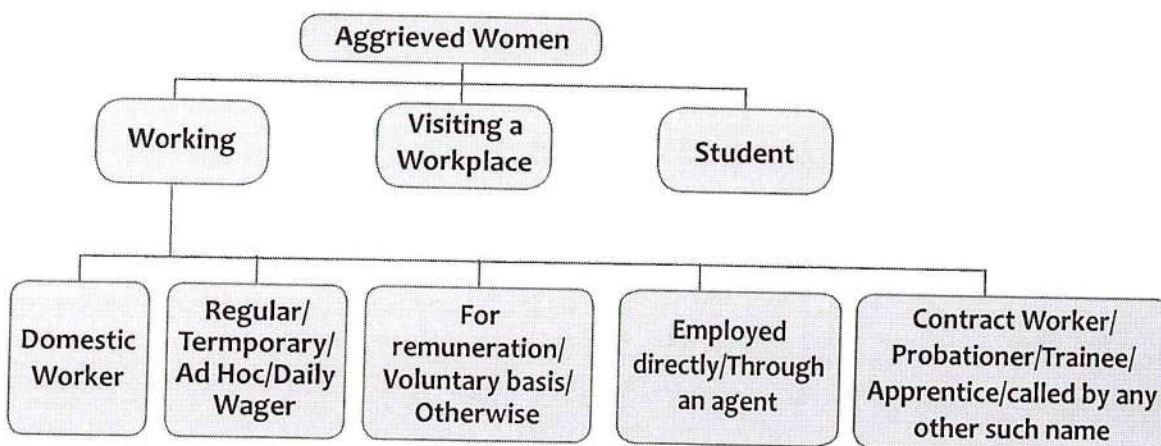 Aggrieved Women
Working
Visiting a
Workplace
Student
Domestic
Worker
Regular/
Termporary/
Ad Hoc/Daily
Wager
For
remuneration/
Voluntary basis/
Otherwise
Employed
directly/Through
an agent
Contract Worker/
Probationer/Trainee/
Apprentice/called by any
other such name